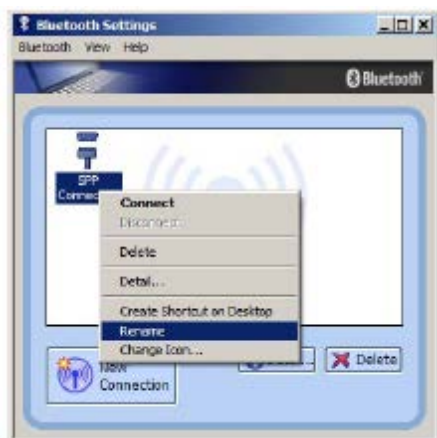 Bluetooth Settings
Bluetooth View Help
Bluetooth
SPP
Connect
Disconnect
Delete
Detail...
Create Shortcut on Desktop
Rename
Change Icon...
New
Connection
Delete